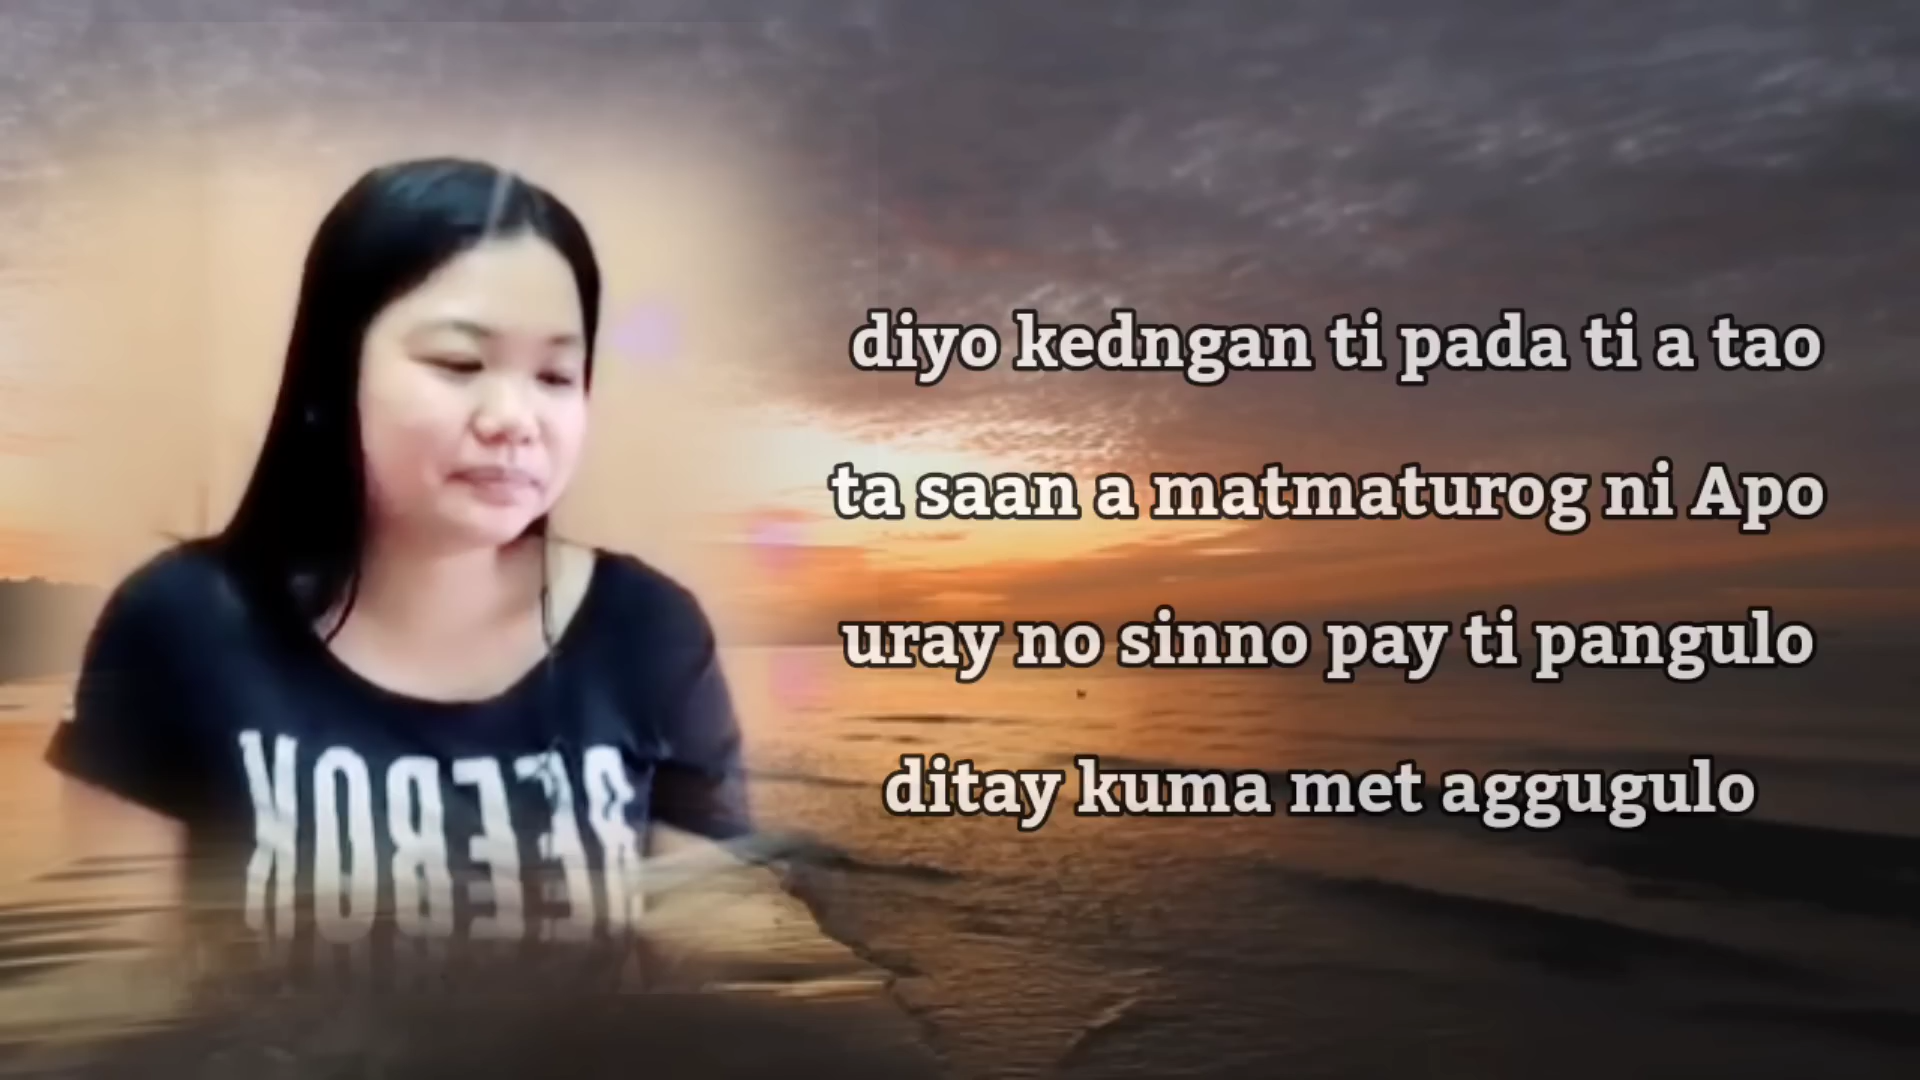 diyo kedngan ti pada ti a tao
ta saan a matmaturog ni Apo
uray no sinno pay ti pangulo
ditay kuma met aggugulo
REEBOK